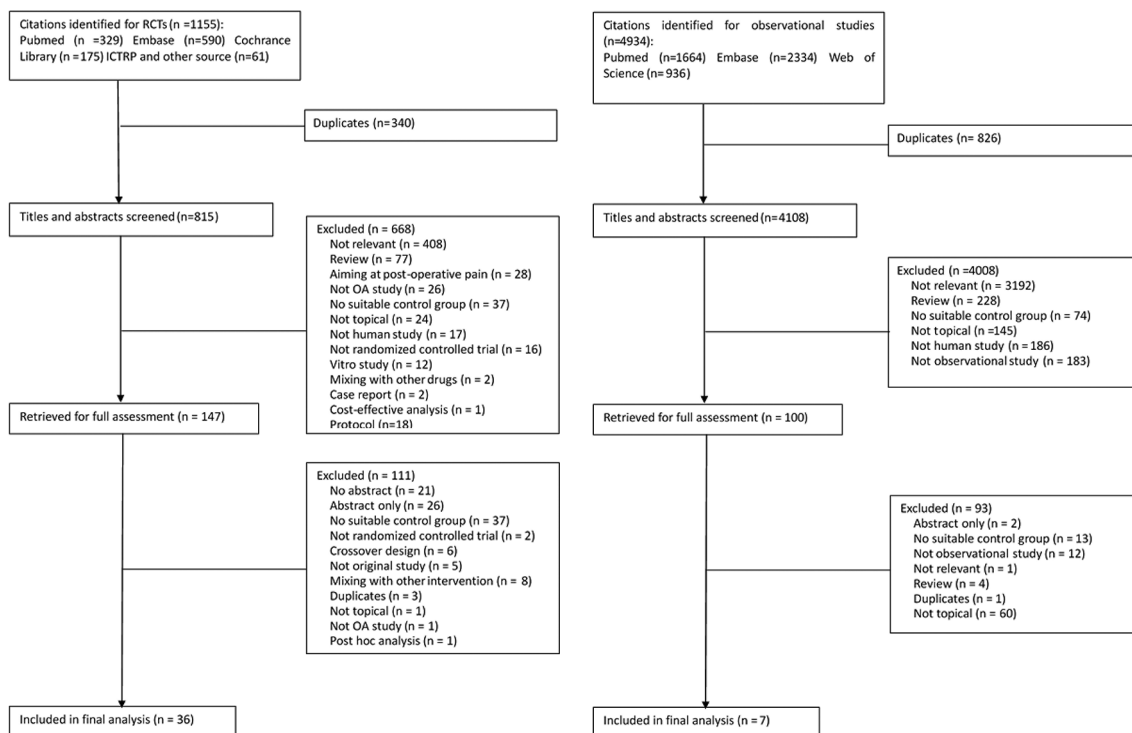 Citations identified for RCTs (n =1155):
Pubmed (n =329) Embase (n=590) Cochrance
Library (n =175) ICTRP and other source (n=61)
Duplicates (n=340)
Titles and abstracts screened (n=815)
Excluded (n = 668)
Not relevant (n = 408)
Review (n = 77)
Aiming at post-operative pain (n = 28)
Not OA study (n = 26)
No suitable control group (n = 37)
Not topical (n = 24)
Not human study (n = 17)
Not randomized controlled trial (n = 16)
Vitro study (n = 12)
Mixing with other drugs (n = 2)
Case report (n = 2)
Cost-effective analysis (n = 1)
Protocol (n=18)
Retrieved for full assessment (n = 147)
Excluded (n = 111)
No abstract (n = 21)
Abstract only (n = 26)
No suitable control group (n = 37)
Not randomized controlled trial (n = 2)
Crossover design (n = 6)
Not original study (n = 5)
Mixing with other intervention (n = 8)
Duplicates (n = 3)
Not topical (n = 1)
Not OA study (n = 1)
Post hoc analysis (n = 1)
Included in final analysis (n = 36)
Citations identified for observational studies
(n=4934):
Pubmed (n=1664) Embase (n=2334) Web of
Science (n= 936)
Duplicates (n= 826)
Titles and abstracts screened (n=4108)
Excluded (n =4008)
Not relevant (n = 3192)
Review (n = 228)
No suitable control group (n = 74)
Not topical (n =145)
Not human study (n = 186)
Not observational study (n = 183)
Retrieved for full assessment (n = 100)
Excluded (n = 93)
Abstract only (n = 2)
No suitable control group (n = 13)
Not observational study (n = 12)
Not relevant (n = 1)
Review (n = 4)
Duplicates (n = 1)
Not topical (n = 60)
Included in final analysis (n = 7)